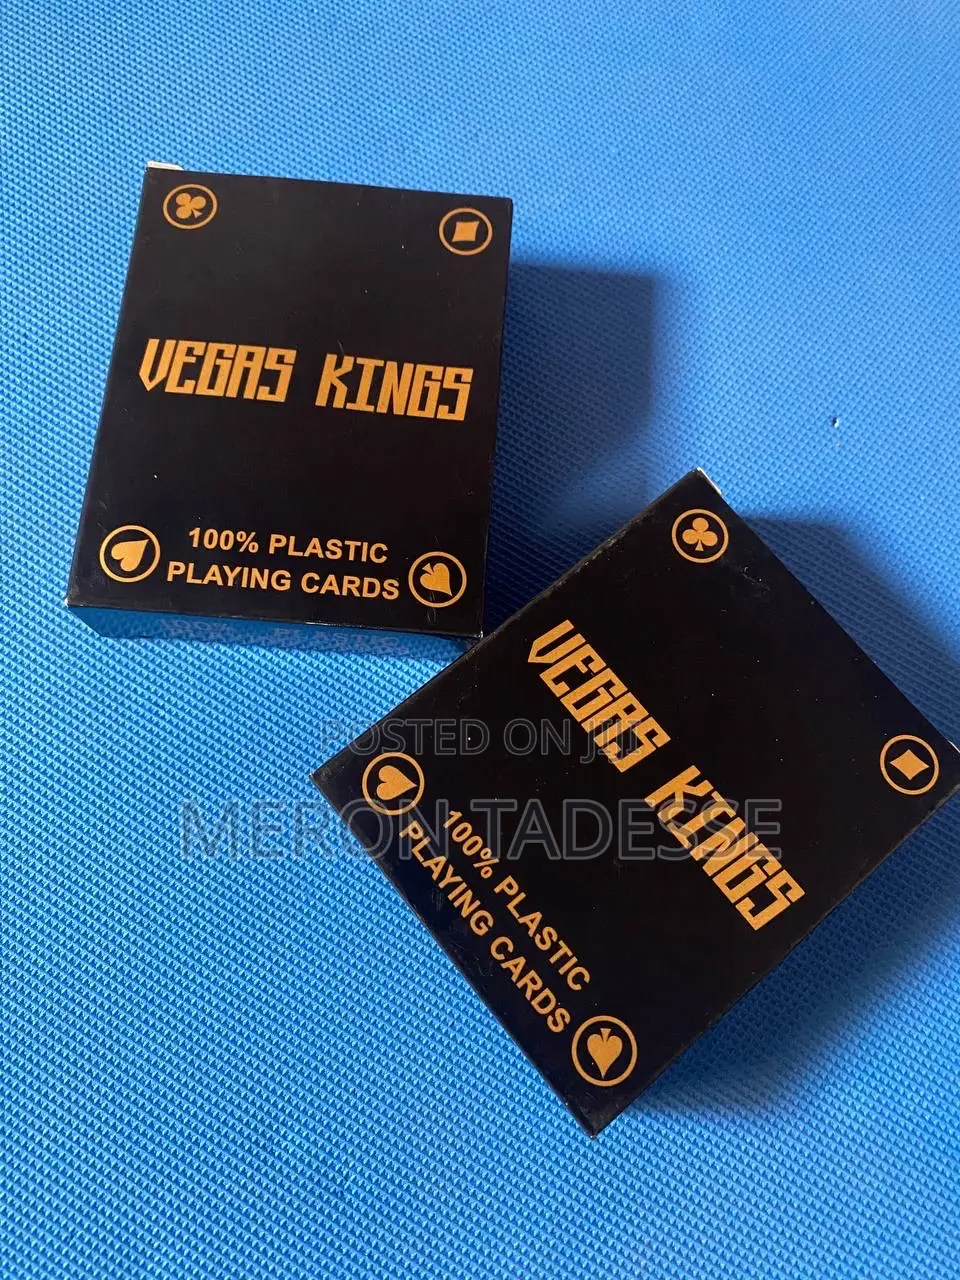 VEGAS KINGS
100% PLASTIC
PLAYING CARDS
VEGAS KINGS
100% PLASTIC
PLAYING CARDS
POSTED ON JIJI
MERON TADESSE